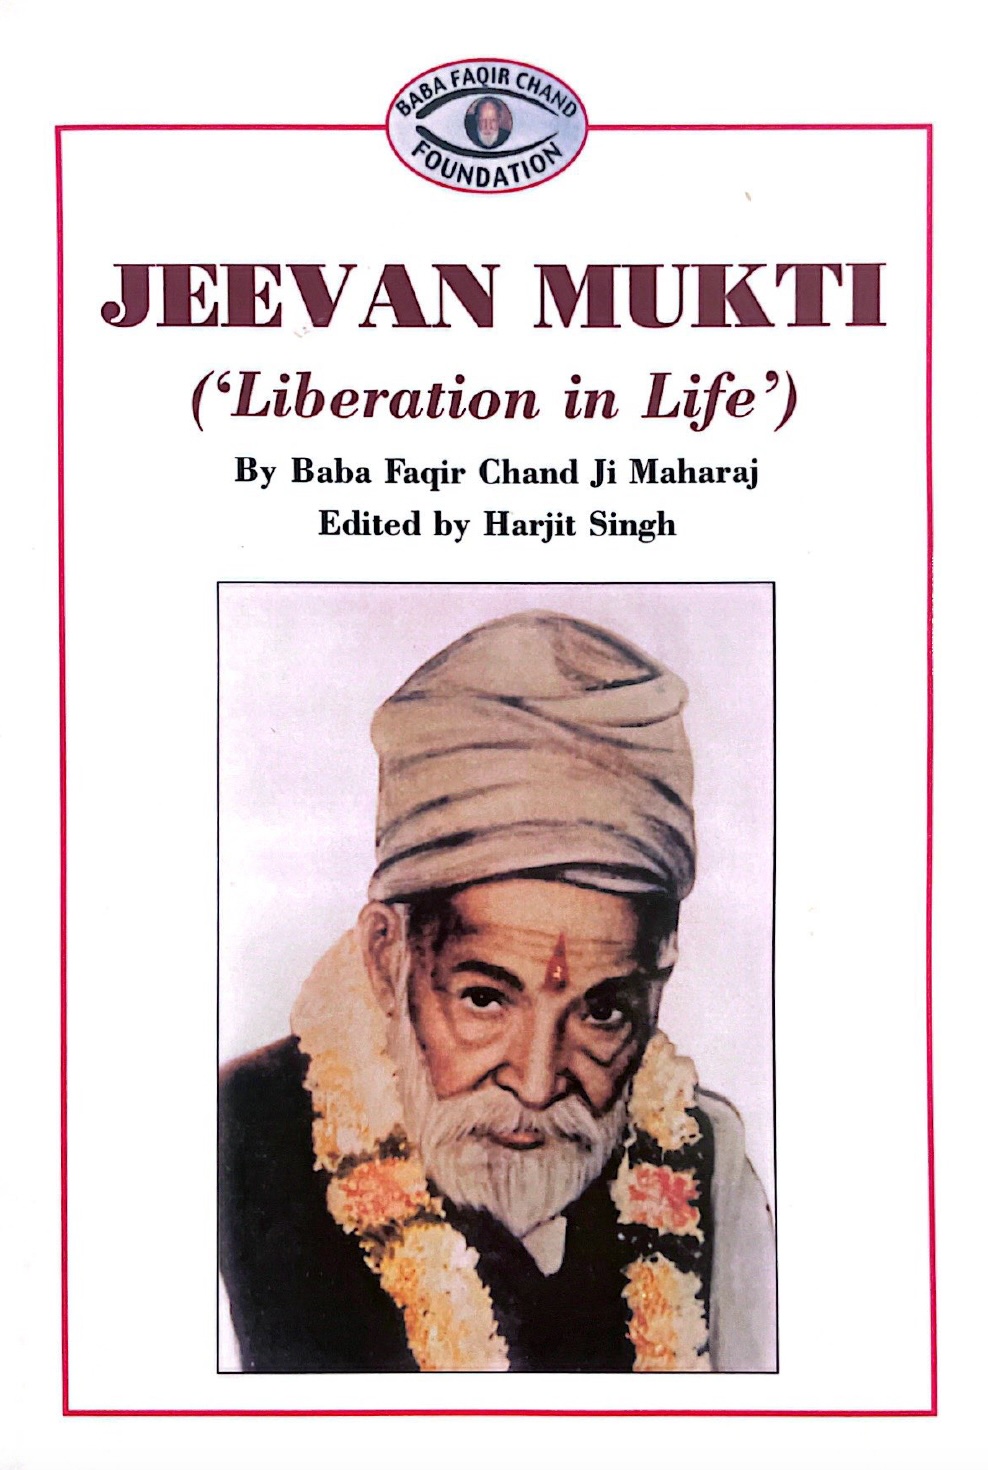 BABA FAQIR CHAND
FOUNDATION
JEEVAN MUKTI
(‘Liberation in Life’)
By Baba Faqir Chand Ji Maharaj
Edited by Harjit Singh